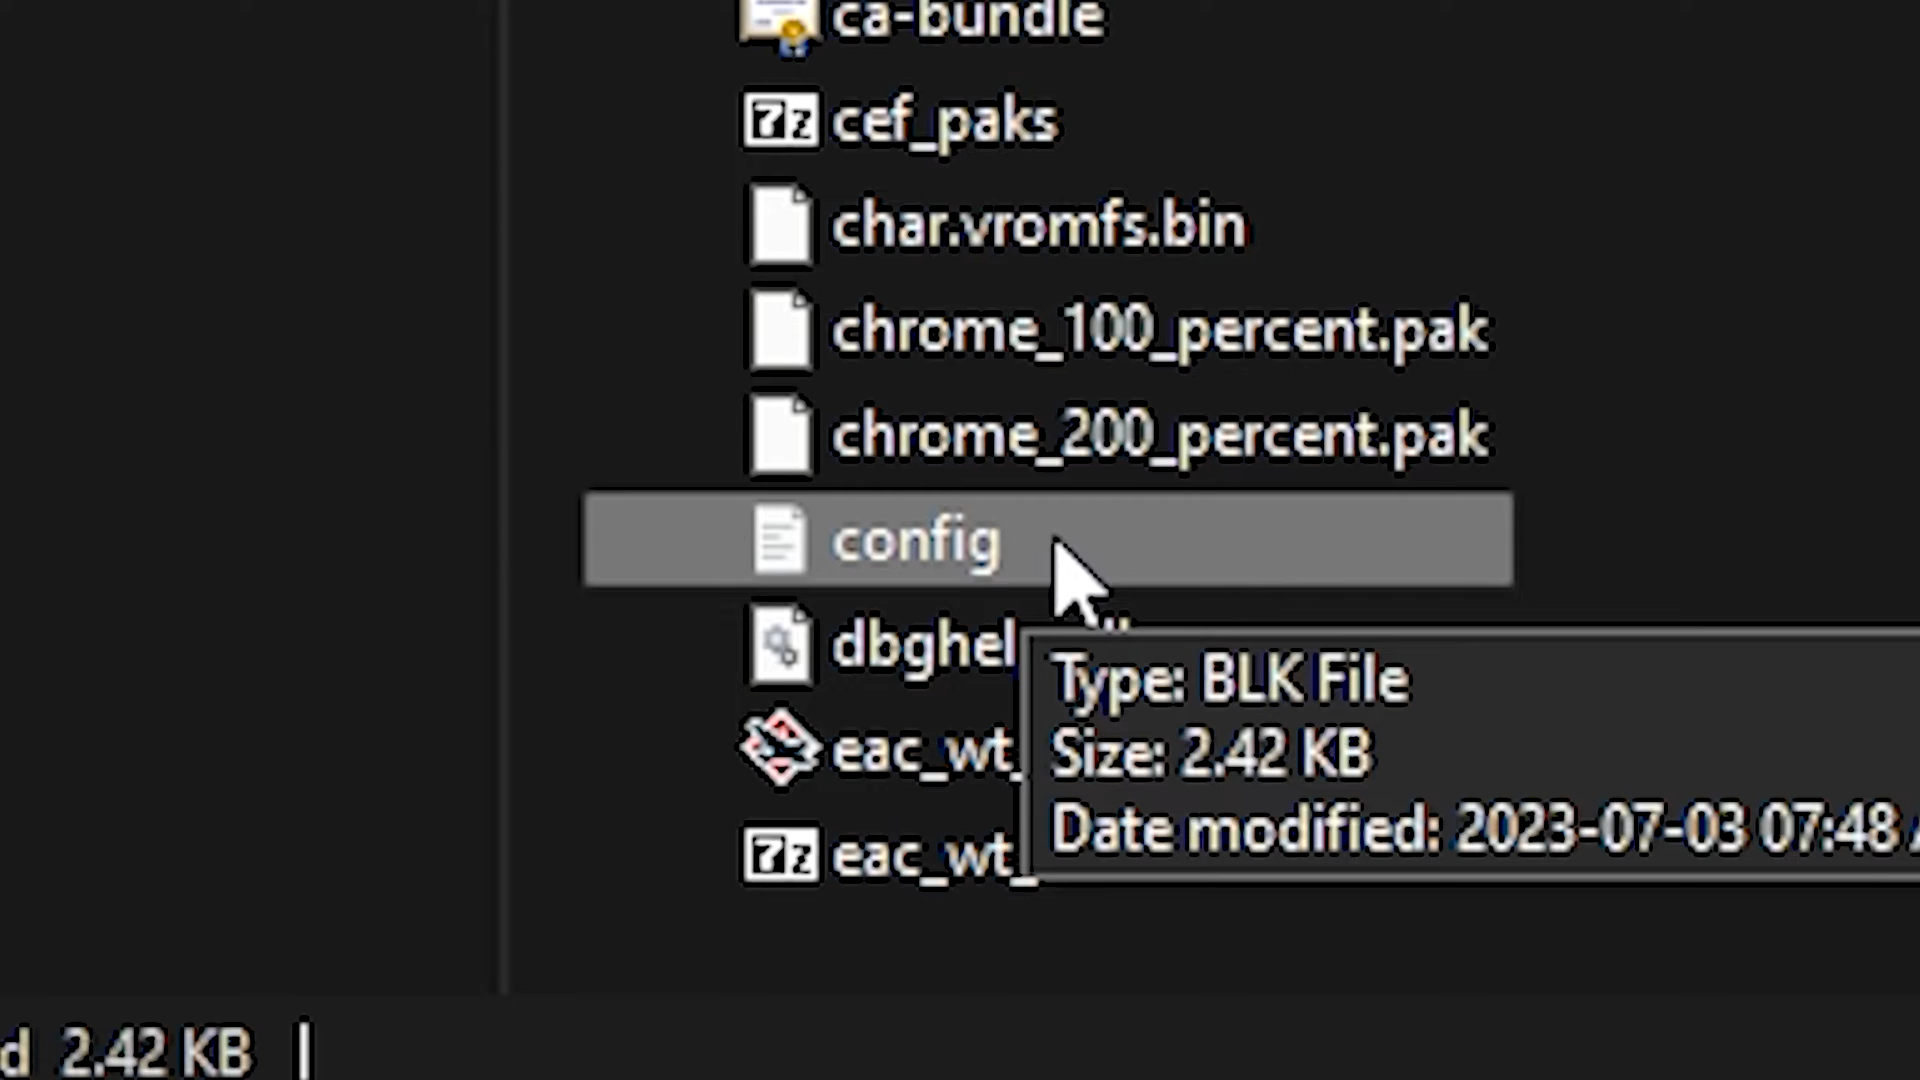 ca-bundle
cef_paks
char.vromfs.bin
chrome_100_percent.pak
chrome_200_percent.pak
config
dbghel
Type: BLK File
eac_wt_
Size: 2.42 KB
Date modified: 2023-07-03 07:48
eac_wt_
d 2.42 KB